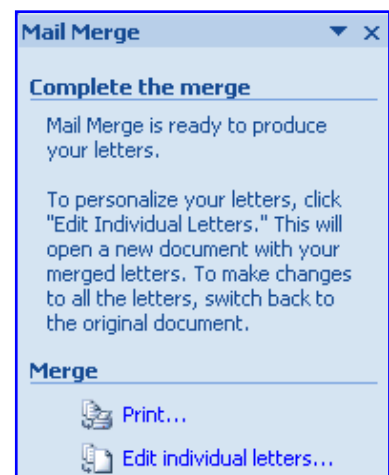 Mail Merge
Complete the merge
Mail Merge is ready to produce
your letters.
To personalize your letters, click
"Edit Individual Letters." This will
open a new document with your
merged letters. To make changes
to all the letters, switch back to
the original document.
Merge
Print...
Edit individual letters...